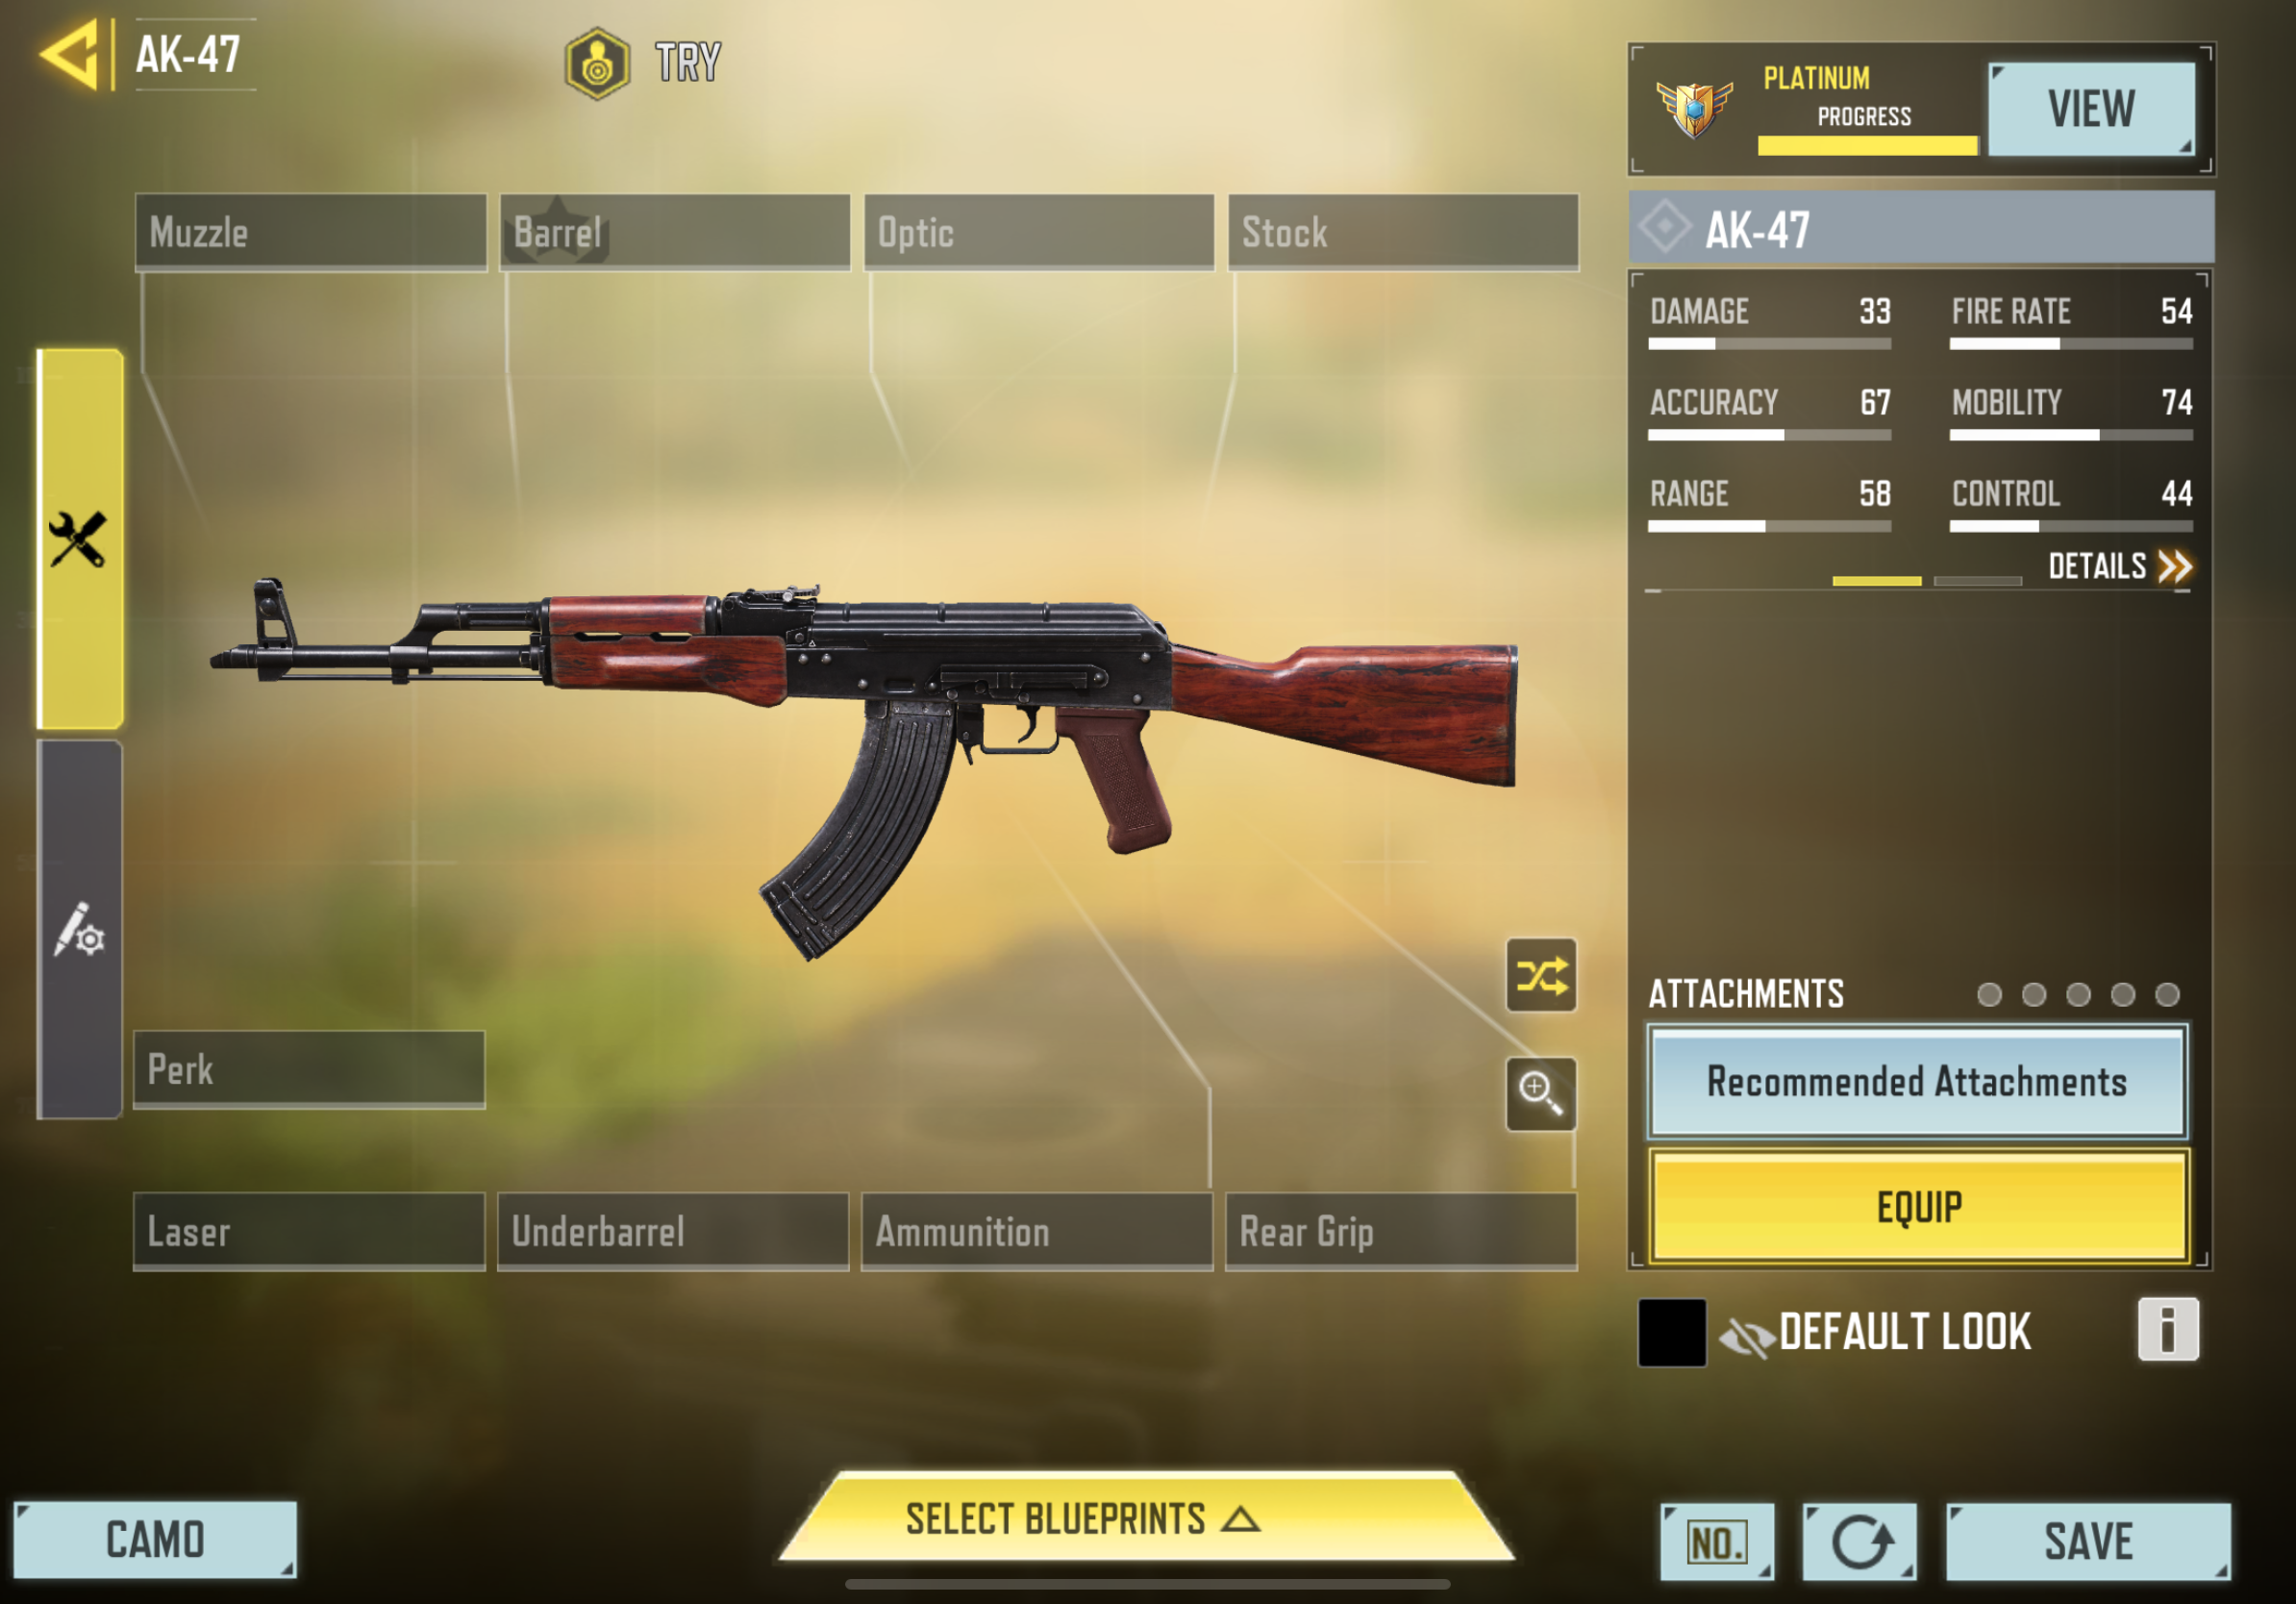 AK-47
TRY
PLATINUM
PROGRESS
VIEW
Muzzle
Barrel
Optic
Stock
AK-47
DAMAGE 33
FIRE RATE 54
ACCURACY 67
MOBILITY 74
RANGE 58
CONTROL 44
DETAILS
ATTACHMENTS
Recommended Attachments
EQUIP
Perk
Laser
Underbarrel
Ammunition
Rear Grip
DEFAULT LOOK
CAMO
SELECT BLUEPRINTS
NO.
SAVE